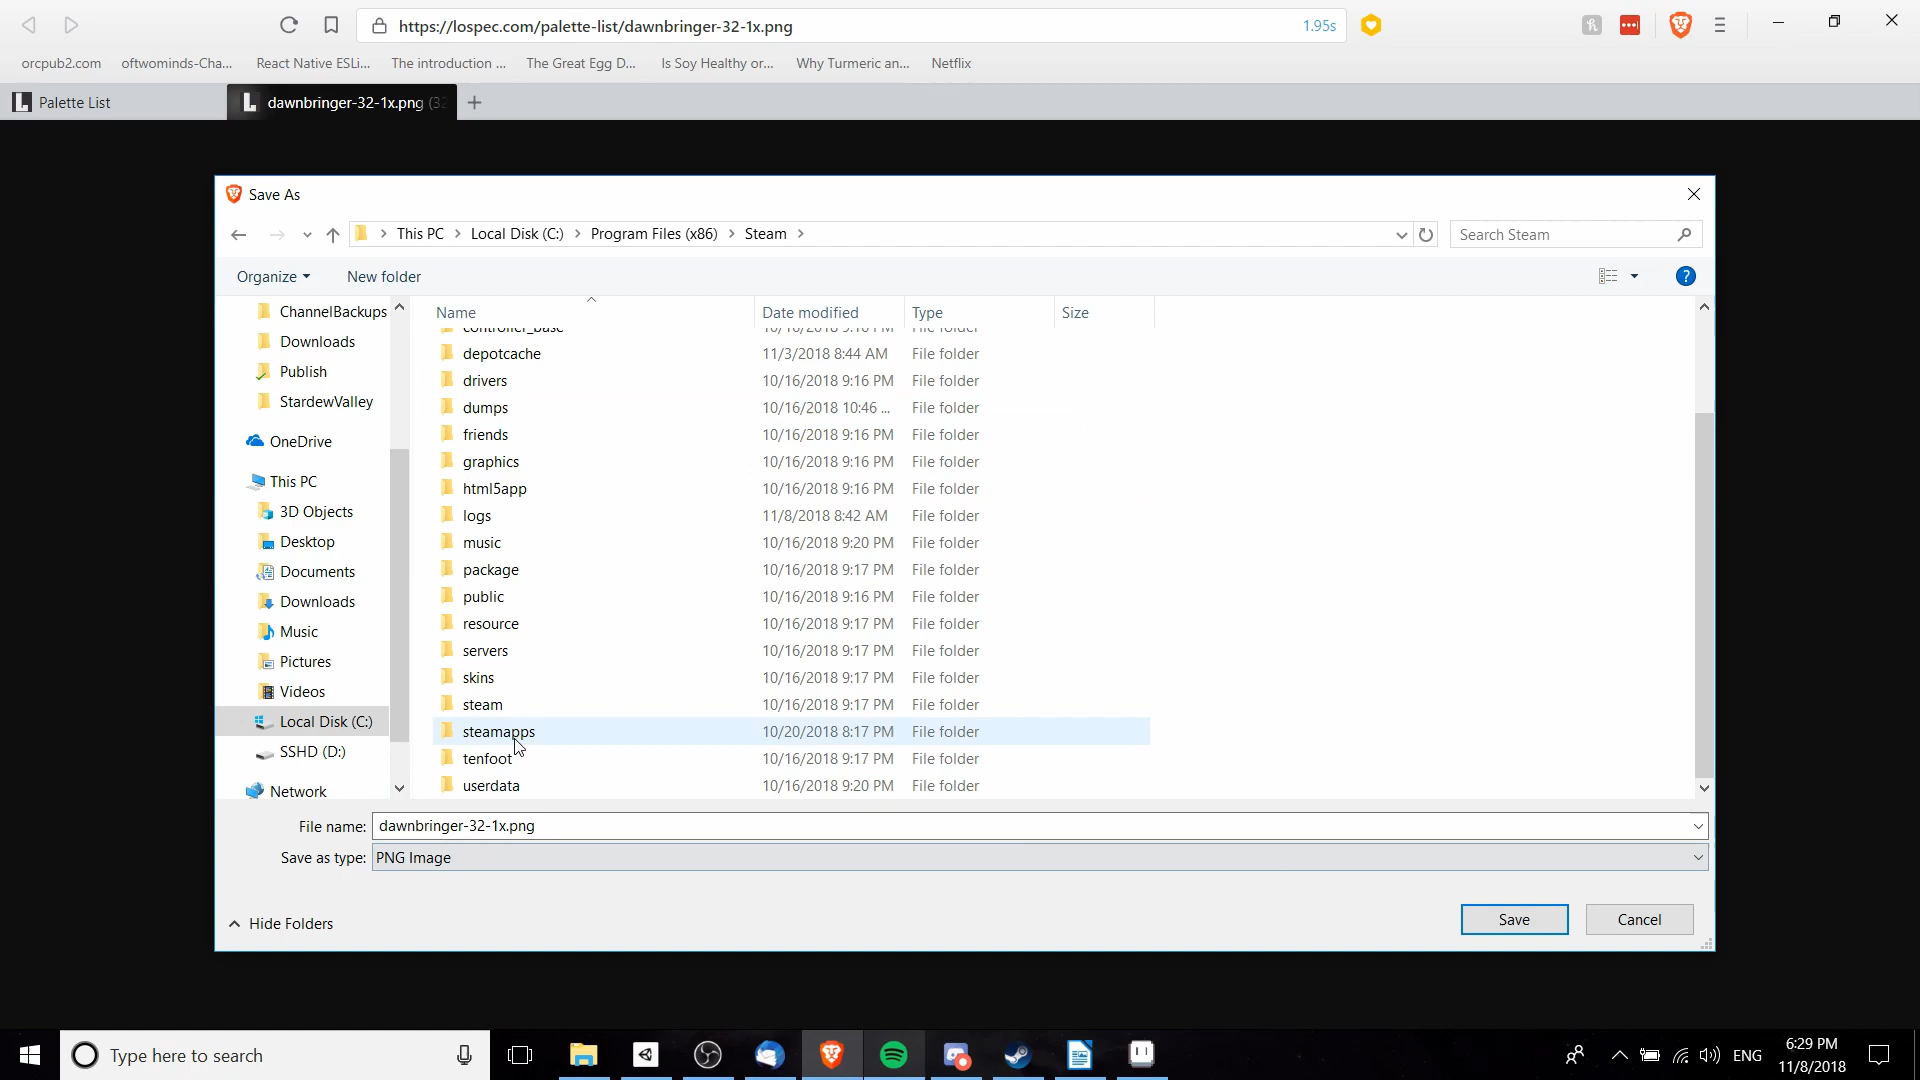 https://lospec.com/palette-list/dawnbringer-32-1x.png
1.95s
orcpub2.com
oftwominds-Cha...
React Native ESLi...
The introduction ...
The Great Egg D...
Is Soy Healthy or...
Why Turmeric an...
Netflix
Palette List
dawnbringer-32-1x.png (32
Save As
This PC
Local Disk (C:)
Program Files (x86)
Steam
Search Steam
Organize
New folder
ChannelBackups
Downloads
Publish
StardewValley
OneDrive
This PC
3D Objects
Desktop
Documents
Downloads
Music
Pictures
Videos
Local Disk (C:)
SSHD (D:)
Network
Name Date modified Type Size
controller_base 10/16/2018 9:16 PM File folder
depotcache 11/3/2018 8:44 AM File folder
drivers 10/16/2018 9:16 PM File folder
dumps 10/16/2018 10:46 ... File folder
friends 10/16/2018 9:16 PM File folder
graphics 10/16/2018 9:16 PM File folder
html5app 10/16/2018 9:16 PM File folder
logs 11/8/2018 8:42 AM File folder
music 10/16/2018 9:20 PM File folder
package 10/16/2018 9:17 PM File folder
public 10/16/2018 9:16 PM File folder
resource 10/16/2018 9:17 PM File folder
servers 10/16/2018 9:17 PM File folder
skins 10/16/2018 9:17 PM File folder
steam 10/16/2018 9:17 PM File folder
steamapps 10/20/2018 8:17 PM File folder
tenfoot 10/16/2018 9:17 PM File folder
userdata 10/16/2018 9:20 PM File folder
File name: dawnbringer-32-1x.png
Save as type: PNG Image
Hide Folders
Save
Cancel
Type here to search
ENG
6:29 PM
11/8/2018